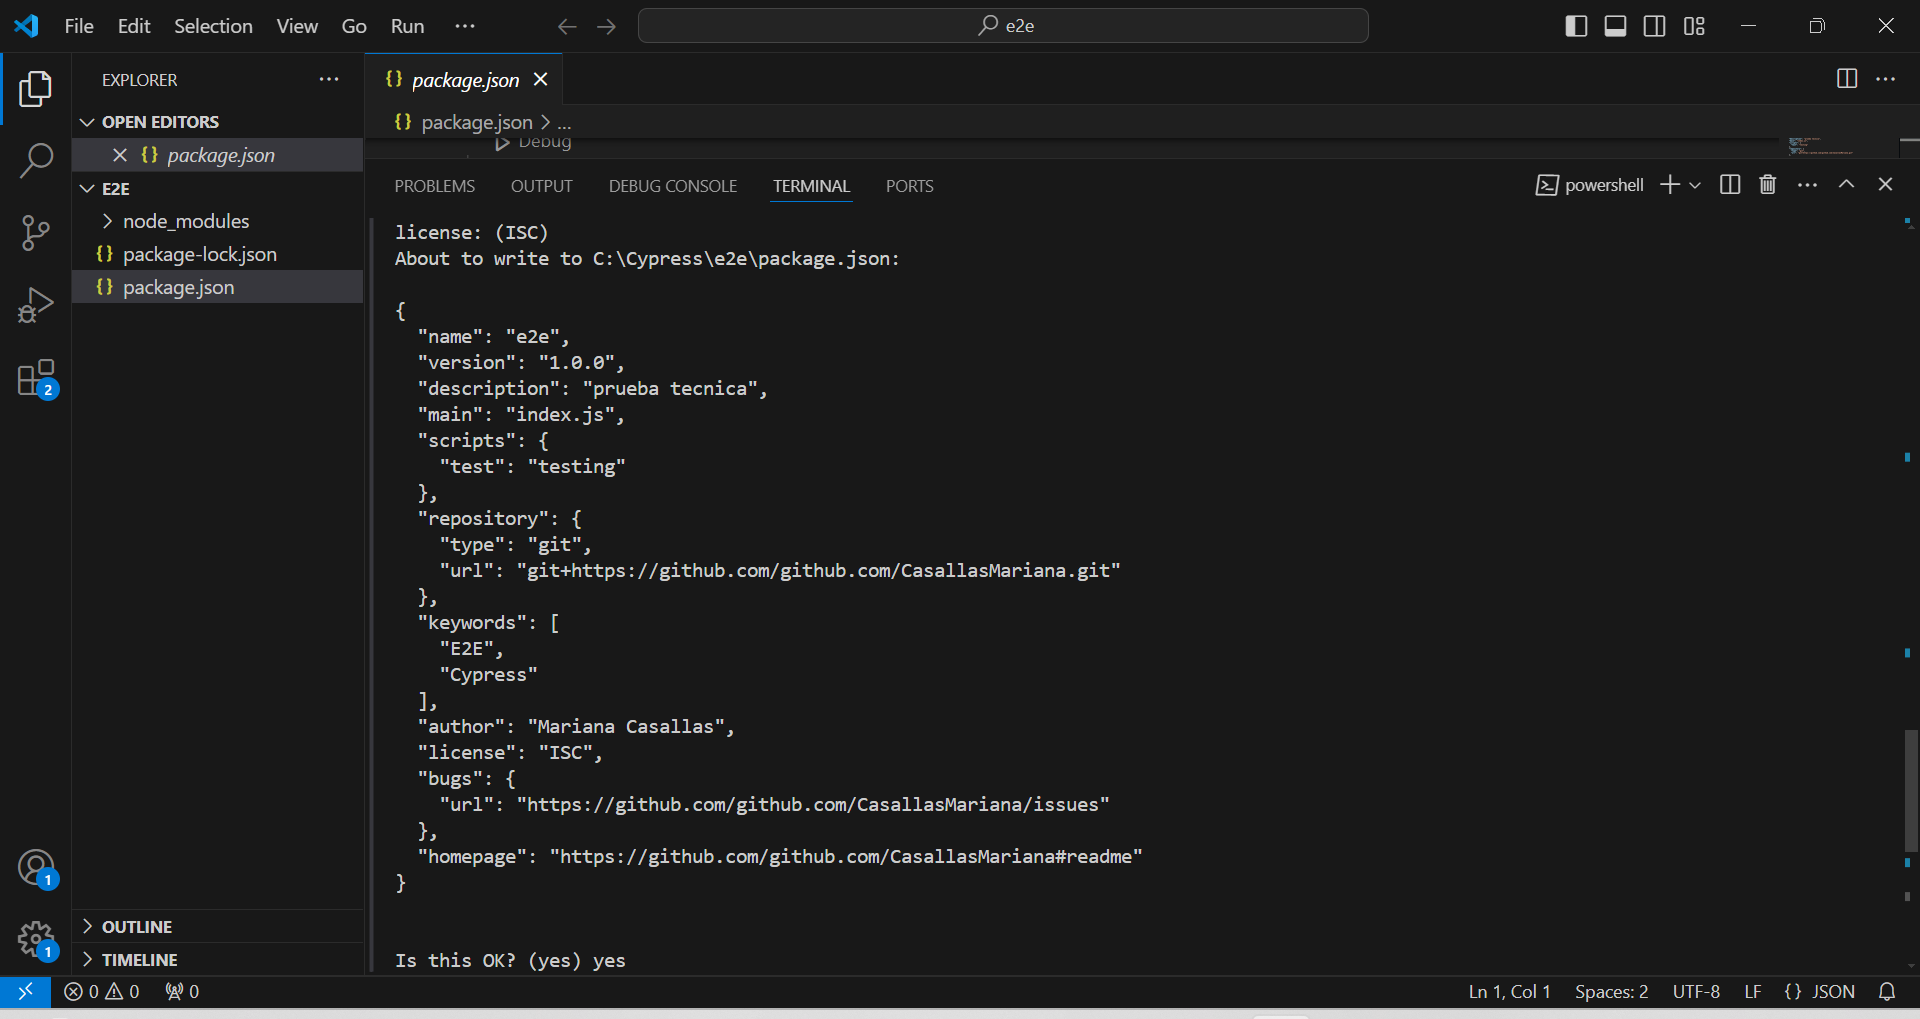 File Edit Selection View Go Run ···
e2e
EXPLORER ···
OPEN EDITORS
{} package.json
E2E
node_modules
{} package-lock.json
{} package.json
2
1
1
OUTLINE
TIMELINE
{} package.json
{} package.json > ...
Debug
PROBLEMS OUTPUT DEBUG CONSOLE TERMINAL PORTS
powershell
license: (ISC)
About to write to C:\Cypress\e2e\package.json:
{
  "name": "e2e",
  "version": "1.0.0",
  "description": "prueba tecnica",
  "main": "index.js",
  "scripts": {
    "test": "testing"
  },
  "repository": {
    "type": "git",
    "url": "git+https://github.com/github.com/CasallasMariana.git"
  },
  "keywords": [
    "E2E",
    "Cypress"
  ],
  "author": "Mariana Casallas",
  "license": "ISC",
  "bugs": {
    "url": "https://github.com/github.com/CasallasMariana/issues"
  },
  "homepage": "https://github.com/github.com/CasallasMariana#readme"
}
Is this OK? (yes) yes
0 0 0
Ln 1, Col 1 Spaces: 2 UTF-8 LF {} JSON